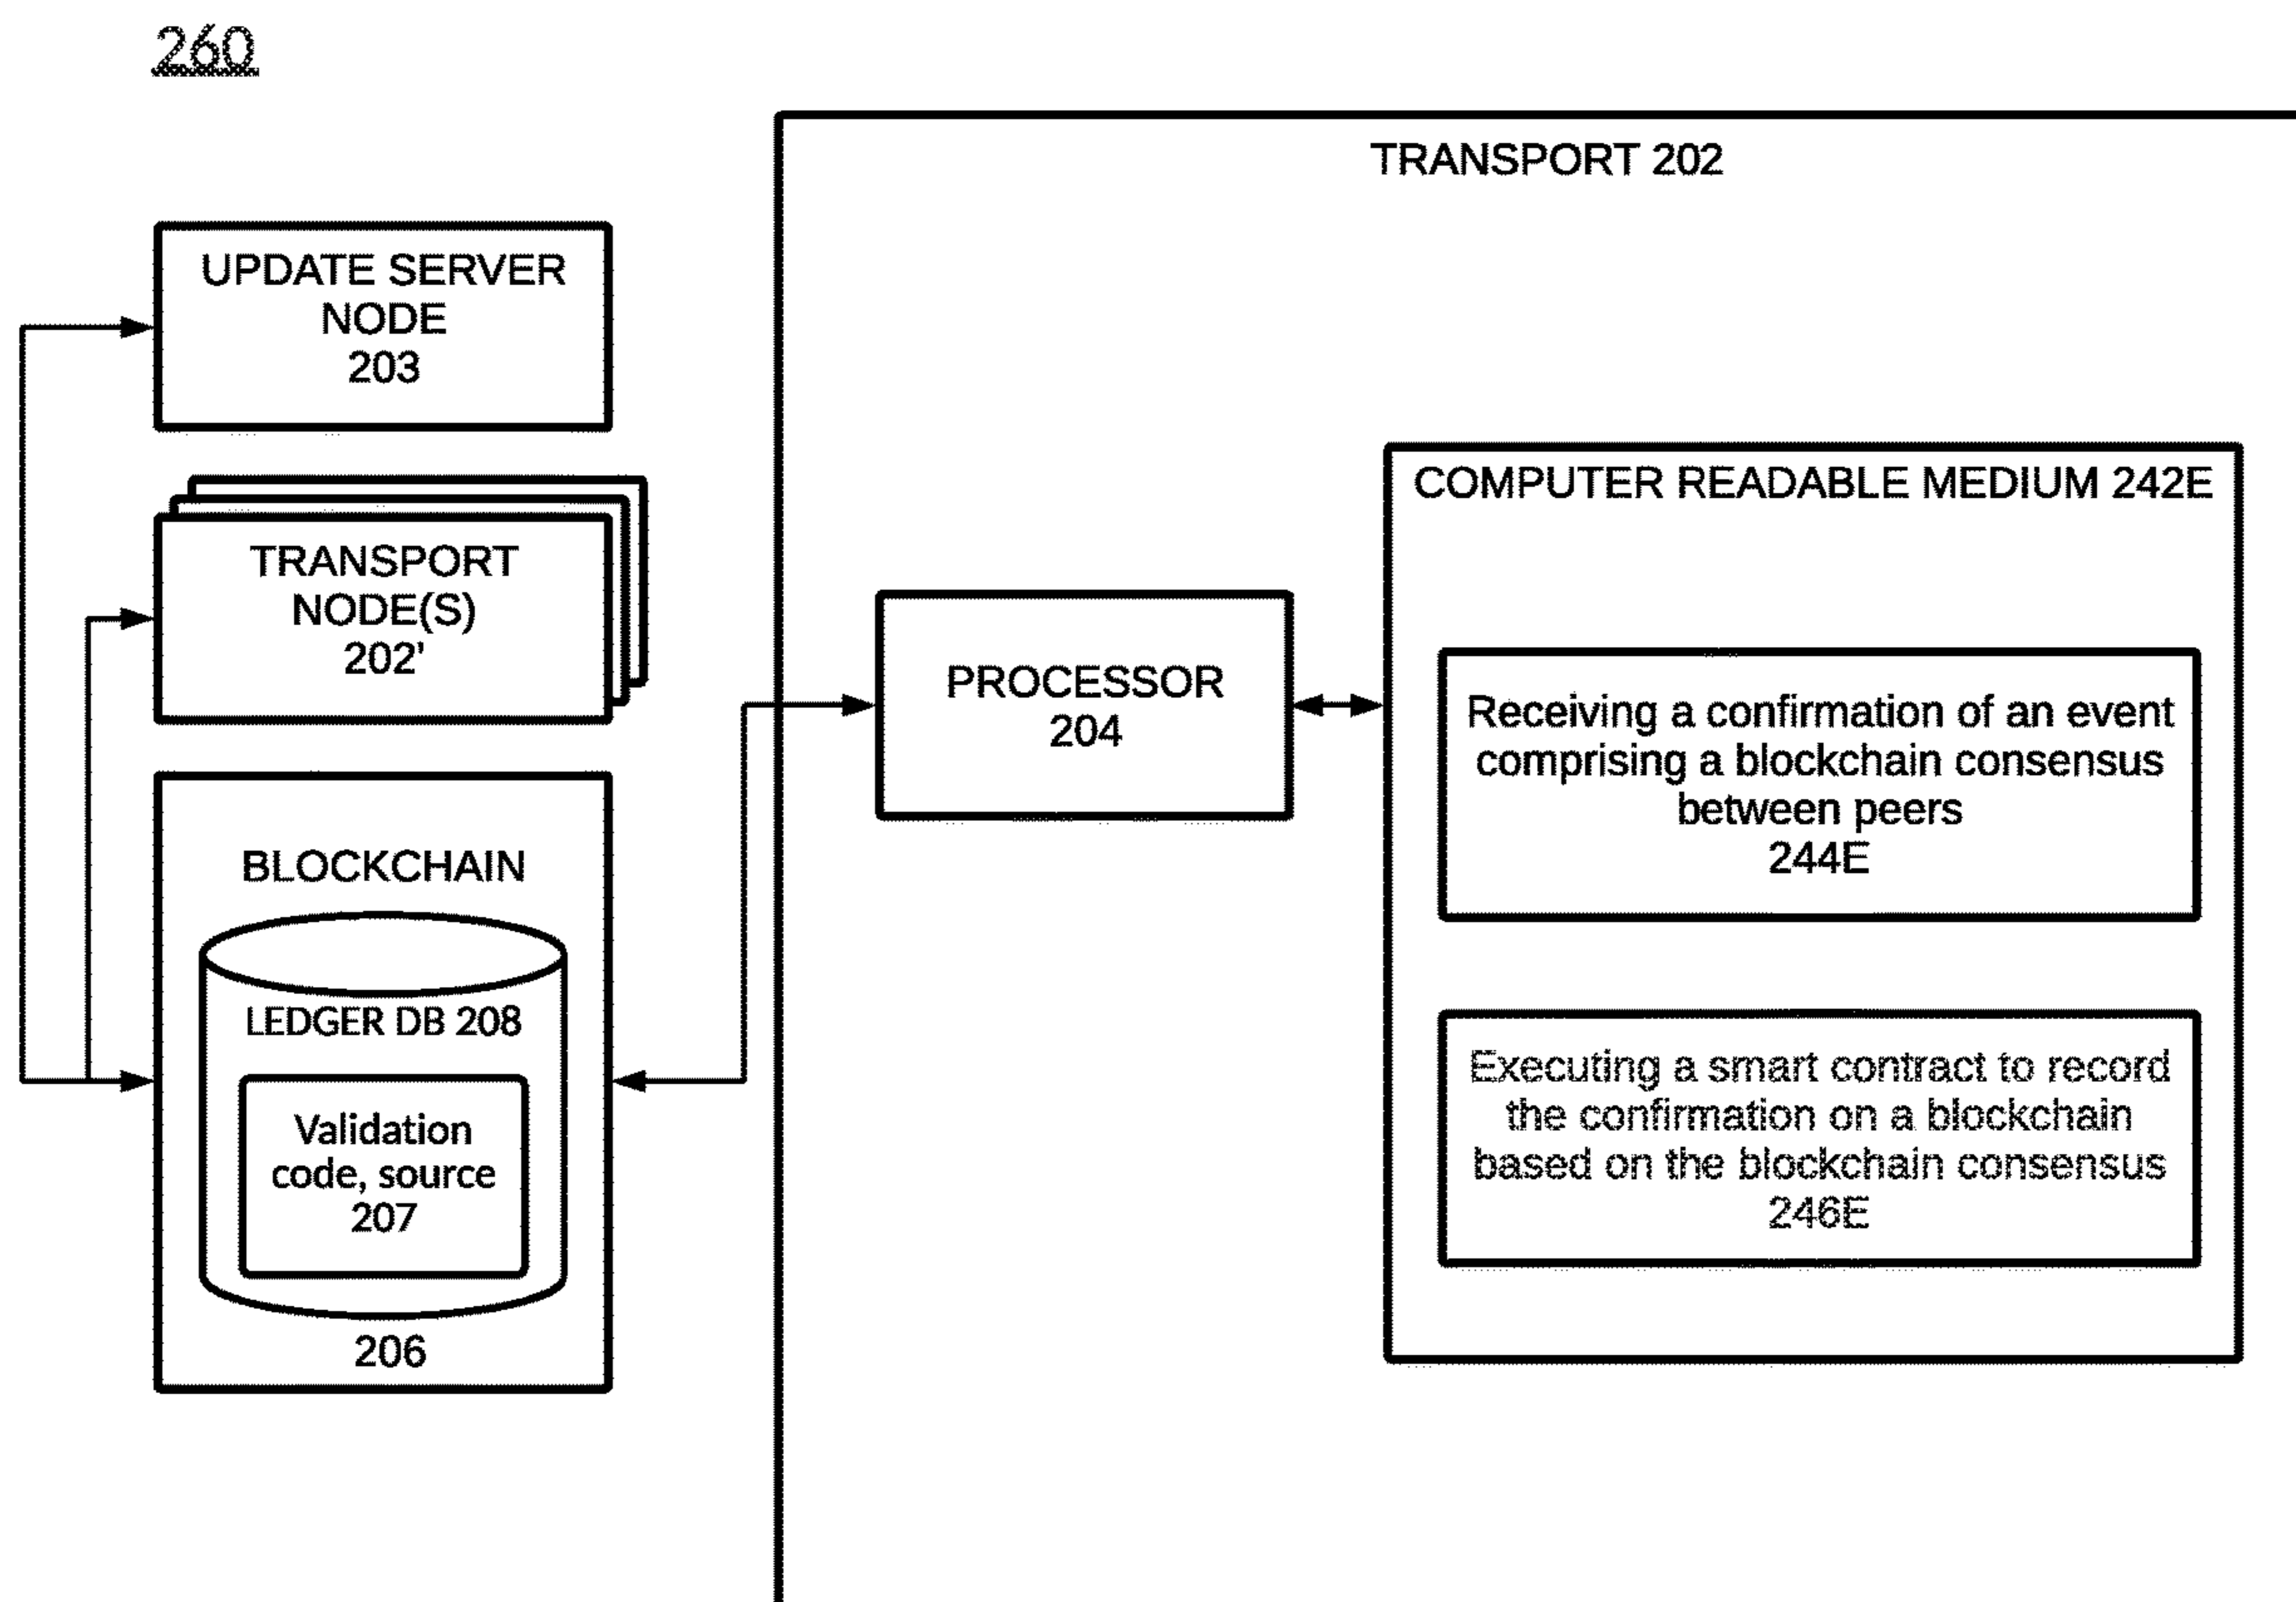 260
TRANSPORT 202
UPDATE SERVER
NODE
203
TRANSPORT
NODE(S)
202'
BLOCKCHAIN
LEDGER DB 208
Validation
code, source
207
206
PROCESSOR
204
COMPUTER READABLE MEDIUM 242E
Receiving a confirmation of an event
comprising a blockchain consensus
between peers
244E
Executing a smart contract to record
the confirmation on a blockchain
based on the blockchain consensus
246E